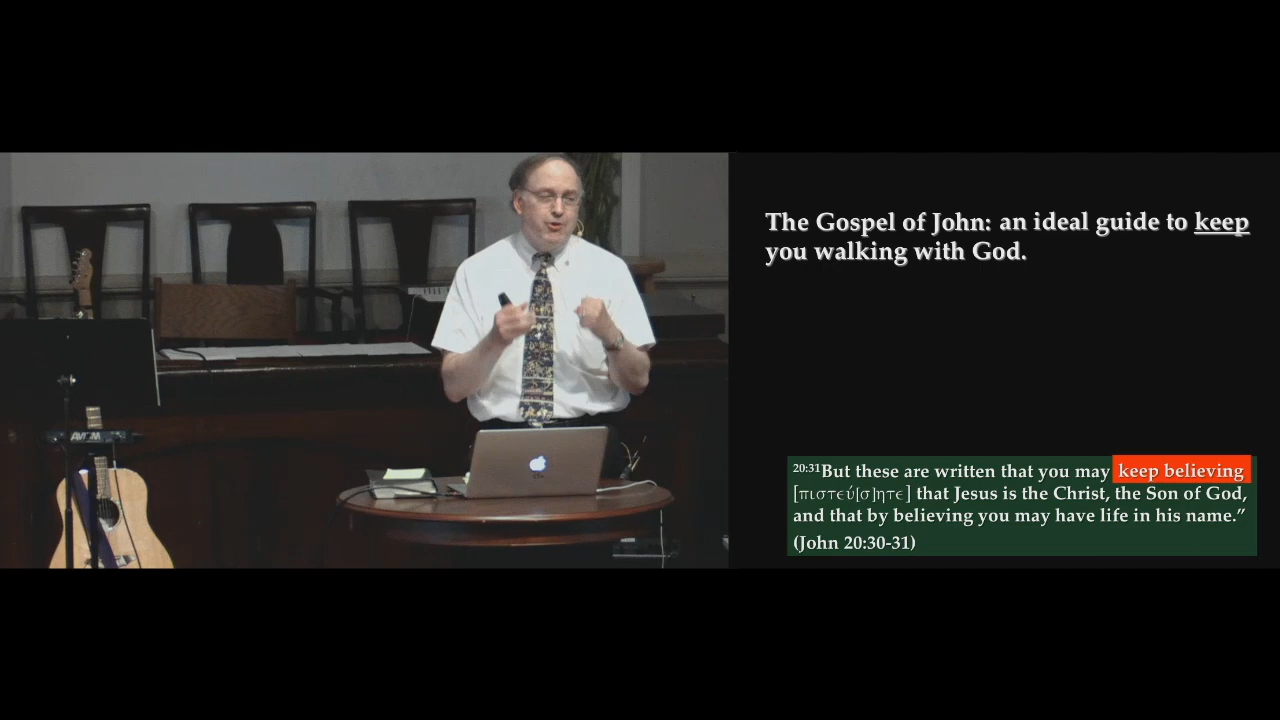 The Gospel of John: an ideal guide to keep
you walking with God.
20:31But these are written that you may keep believing
[πιστεύ[σ]ητε] that Jesus is the Christ, the Son of God,
and that by believing you may have life in his name.”
(John 20:30-31)